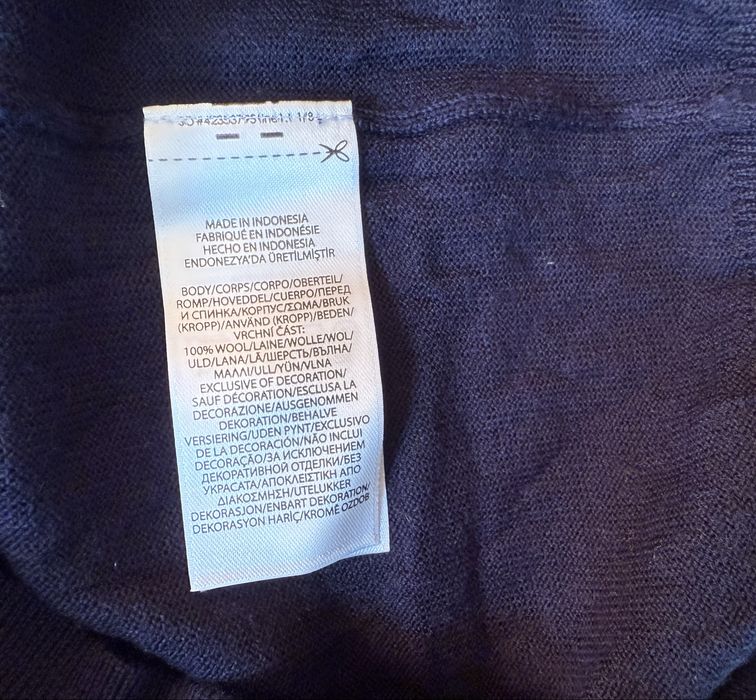 MADE IN INDONESIA
FABRIQUÉ EN INDONÉSIE
HECHO EN INDONESIA
ENDONEZYA'DA ÜRETİLMİŞTİR
BODY/CORPS/CORPO/OBERTEIL/
ROMP/HOVEDDEL/CUERPO/ПЕРЕД
И СПИНКА/КОРПУС/ΣΩΜΑ/BRUK
(KROPP)/ANVÄND (KROPP)/BEDEN/
VRCHNÍ ČÁST:
100% WOOL/LAINE/WOLLE/WOL/
ULD/LANA/LÃ/ШЕРСТЬ/ВЪЛНА/
ΜΑΛΛΙ/ULL/YÜN/VLNA
EXCLUSIVE OF DECORATION/
SAUF DÉCORATION/ESCLUSA LA
DECORAZIONE/AUSGENOMMEN
DEKORATION/BEHALVE
VERSIERING/UDEN PYNT/EXCLUSIVO
DE LA DECORACIÓN/NÃO INCLUI
DECORAÇÃO/ЗА ИСКЛЮЧЕНИЕМ
ДЕКОРАТИВНОЙ ОТДЕЛКИ/БЕЗ
УКРАСАТА/ΑΠΟΚΛΕΙΣΤΙΚΗ ΑΠΟ
ΔΙΑΚΟΣΜΗΣΗ/UTELUKKER
DEKORASJON/ENBART DEKORATION/
DEKORASYON HARİÇ/KROMĚ OZDOB